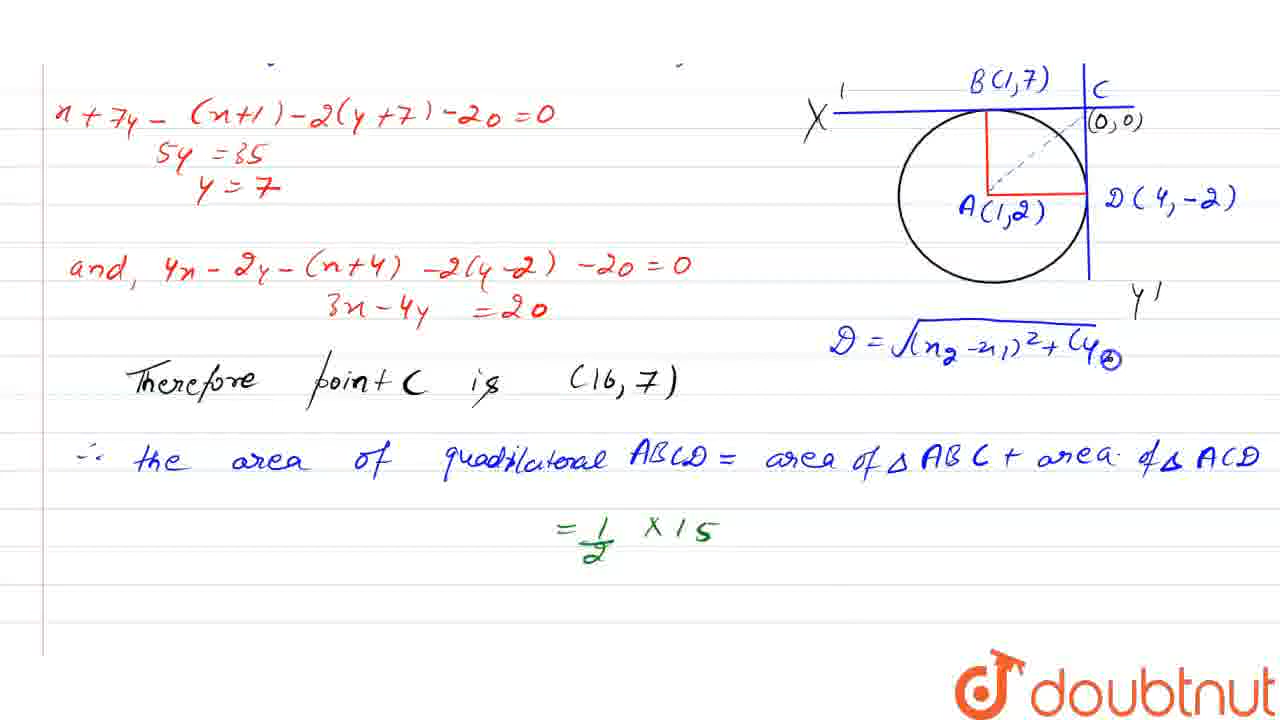 x + 7y - (x+1) - 2(y+7) - 20 = 0
5y = 35
y = 7
and, 4x - 2y - (x+4) - 2(y-2) - 20 = 0
3x - 4y = 20
Therefore point C is (16, 7)
∴ the area of quadrilateral ABCD = area of Δ ABC + area of Δ ACD
= 1/2 × 15
B(1,7)
C
X'
(0,0)
A(1,2)
D(4,-2)
Y'
D = √(x2 - x1)² + (y2
doubtnut